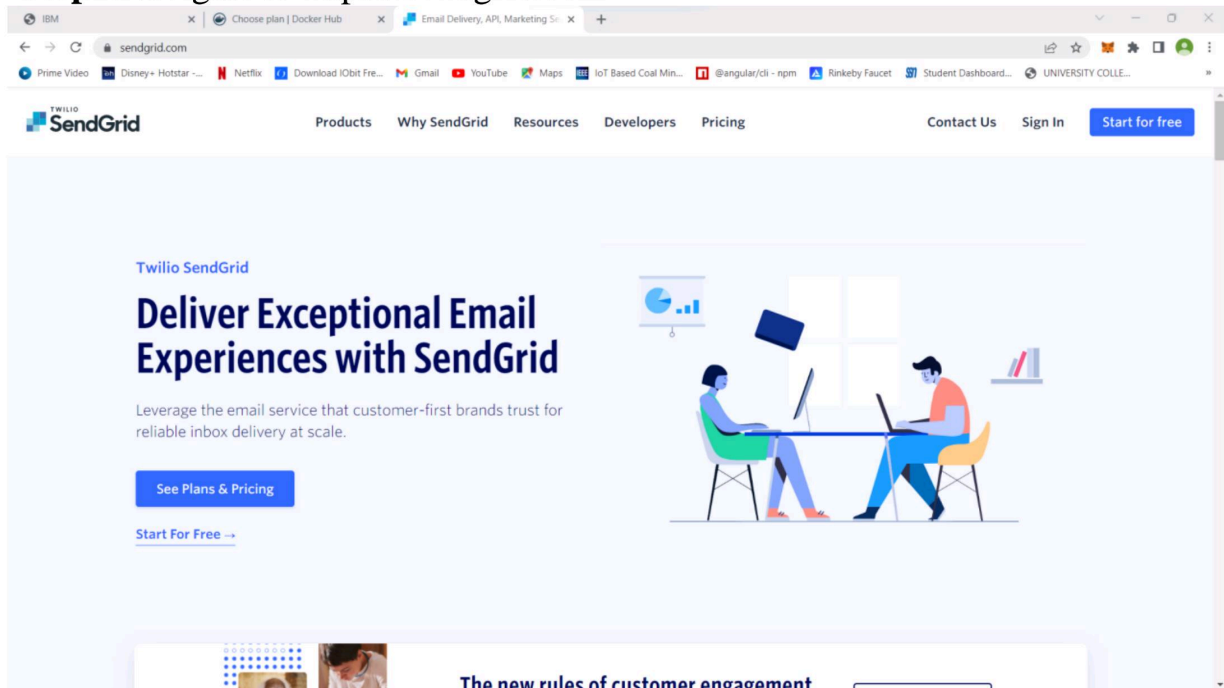 IBM
Choose plan | Docker Hub
Email Delivery, API, Marketing Se
sendgrid.com
Prime Video
Disney+ Hotstar -...
Netflix
Download IObit Fre...
Gmail
YouTube
Maps
IoT Based Coal Min...
@angular/cli - npm
Rinkeby Faucet
Student Dashboard...
UNIVERSITY COLLE...
TWILIO
SendGrid
Products
Why SendGrid
Resources
Developers
Pricing
Contact Us
Sign In
Start for free
Twilio SendGrid
Deliver Exceptional Email
Experiences with SendGrid
Leverage the email service that customer-first brands trust for
reliable inbox delivery at scale.
See Plans & Pricing
Start For Free →
The new rules of customer engagement